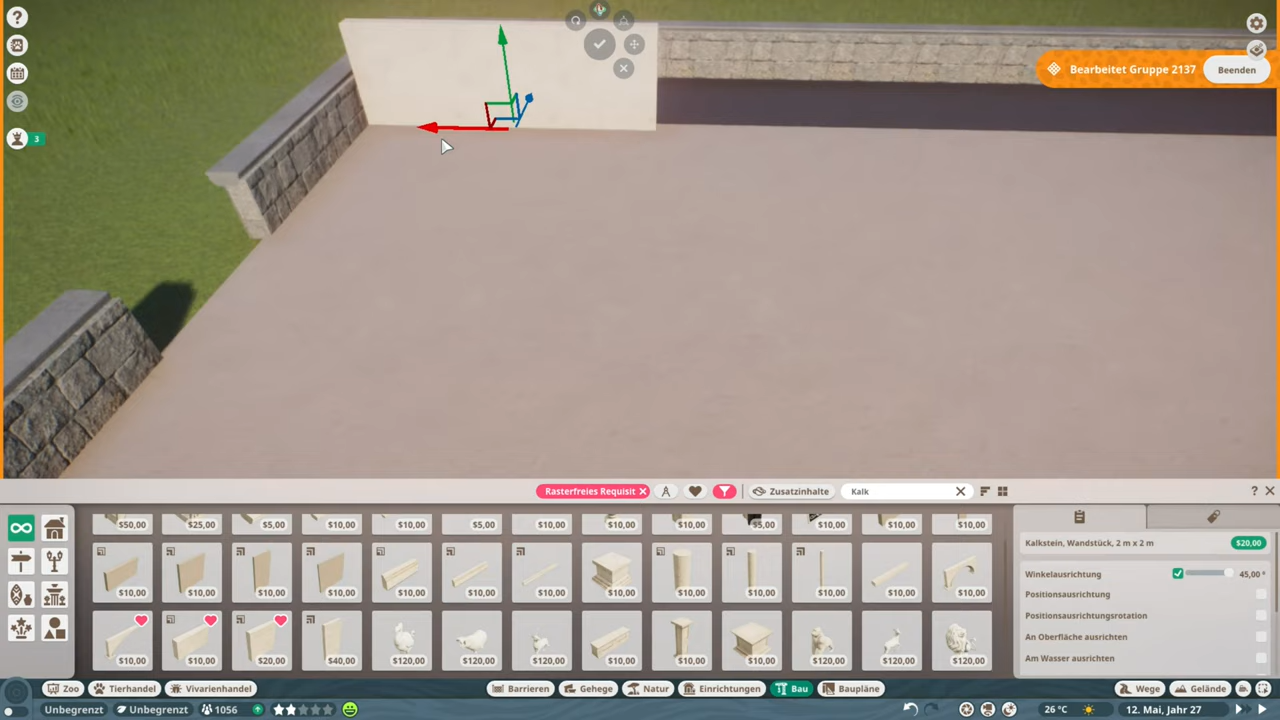 ?
3
Bearbeitet Gruppe 2137
Beenden
Rasterfreies Requisit ×
Zusatzinhalte
Kalk
? ×
$50,00 $25,00 $5,00 $10,00 $10,00 $5,00 $10,00 $10,00 $10,00 $5,00 $10,00 $10,00 $10,00
$10,00 $10,00 $10,00 $10,00 $10,00 $10,00 $10,00 $10,00 $10,00 $10,00 $10,00 $10,00 $10,00
$10,00 $10,00 $20,00 $40,00 $120,00 $120,00 $120,00 $10,00 $10,00 $10,00 $120,00 $120,00 $120,00
Kalkstein, Wandstück, 2 m x 2 m $20,00
Winkelausrichtung 45,00 °
Positionsausrichtung
Positionsausrichtungsrotation
An Oberfläche ausrichten
Am Wasser ausrichten
Zoo Tierhandel Vivarienhandel Barrieren Gehege Natur Einrichtungen Bau Baupläne Wege Gelände
Unbegrenzt Unbegrenzt 1056 26 °C 12. Mai, Jahr 27